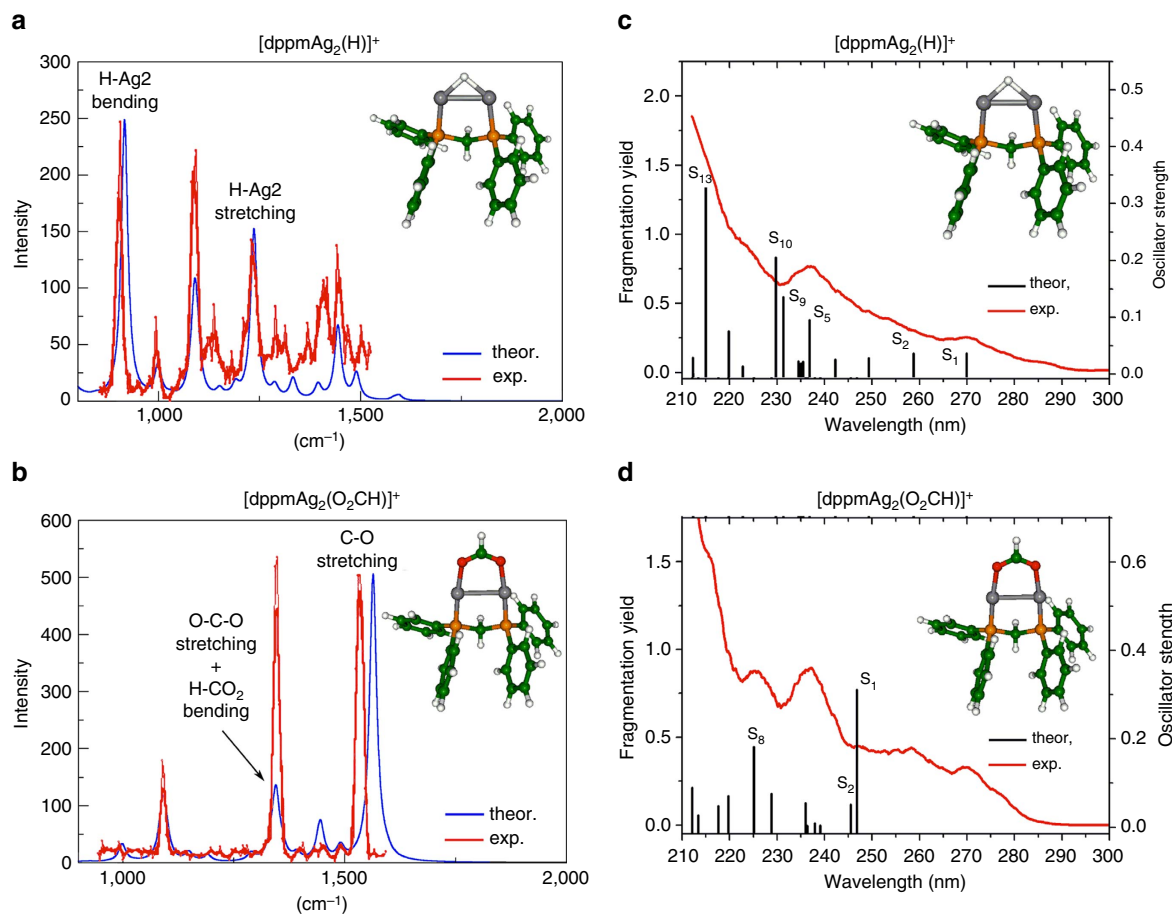 a
[dppmAg₂(H)]⁺
300
250
200
150
100
50
0
Intensity
H-Ag2
bending
H-Ag2
stretching
theor.
exp.
1,000
1,500
2,000
(cm⁻¹)
c
[dppmAg₂(H)]⁺
2.0
1.5
1.0
0.5
0.0
Fragmentation yield
S₁₃
S₁₀
S₉
S₅
S₂
S₁
theor,
exp.
0.5
0.4
0.3
0.2
0.1
0.0
Oscillator strength
210
220
230
240
250
260
270
280
290
300
Wavelength (nm)
b
[dppmAg₂(O₂CH)]⁺
600
500
400
300
200
100
0
Intensity
C-O
stretching
O-C-O
stretching
+
H-CO₂
bending
theor.
exp.
1,000
1,500
2,000
(cm⁻¹)
d
[dppmAg₂(O₂CH)]⁺
1.5
1.0
0.5
0.0
Fragmentation yield
S₈
S₂
S₁
theor,
exp.
0.6
0.4
0.2
0.0
Oscillator stength
210
220
230
240
250
260
270
280
290
300
Wavelength (nm)